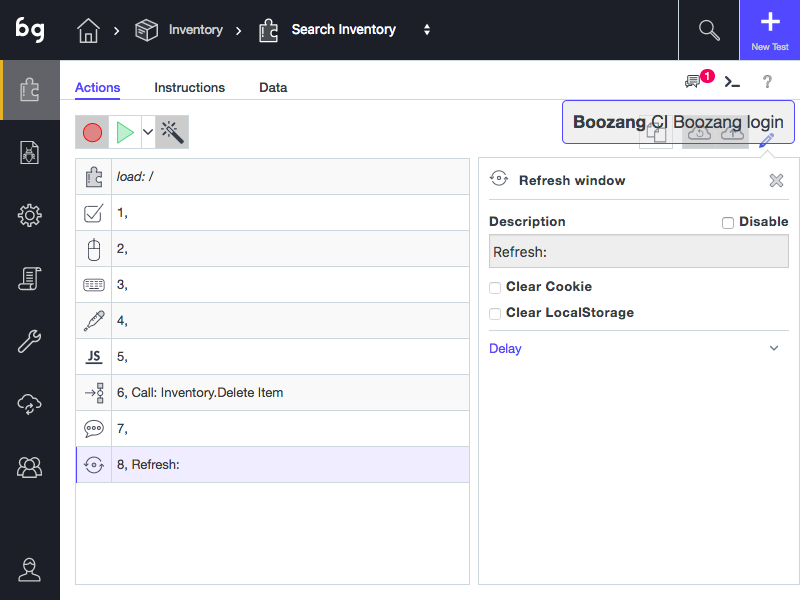 bg
Inventory
Search Inventory
New Test
Actions
Instructions
Data
1
?
Boozang CI Boozang login
load: /
1,
2,
3,
4,
JS
5,
6, Call: Inventory.Delete Item
7,
8, Refresh:
Refresh window
Description
Disable
Refresh:
Clear Cookie
Clear LocalStorage
Delay